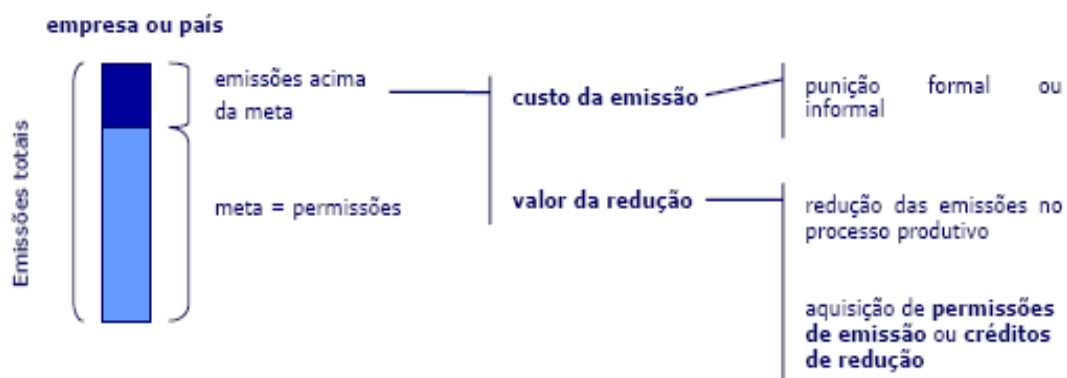 empresa ou país
Emissões totais
emissões acima
da meta
meta = permissões
custo da emissão
valor da redução
punição formal ou
informal
redução das emissões no
processo produtivo
aquisição de permissões
de emissão ou créditos
de redução